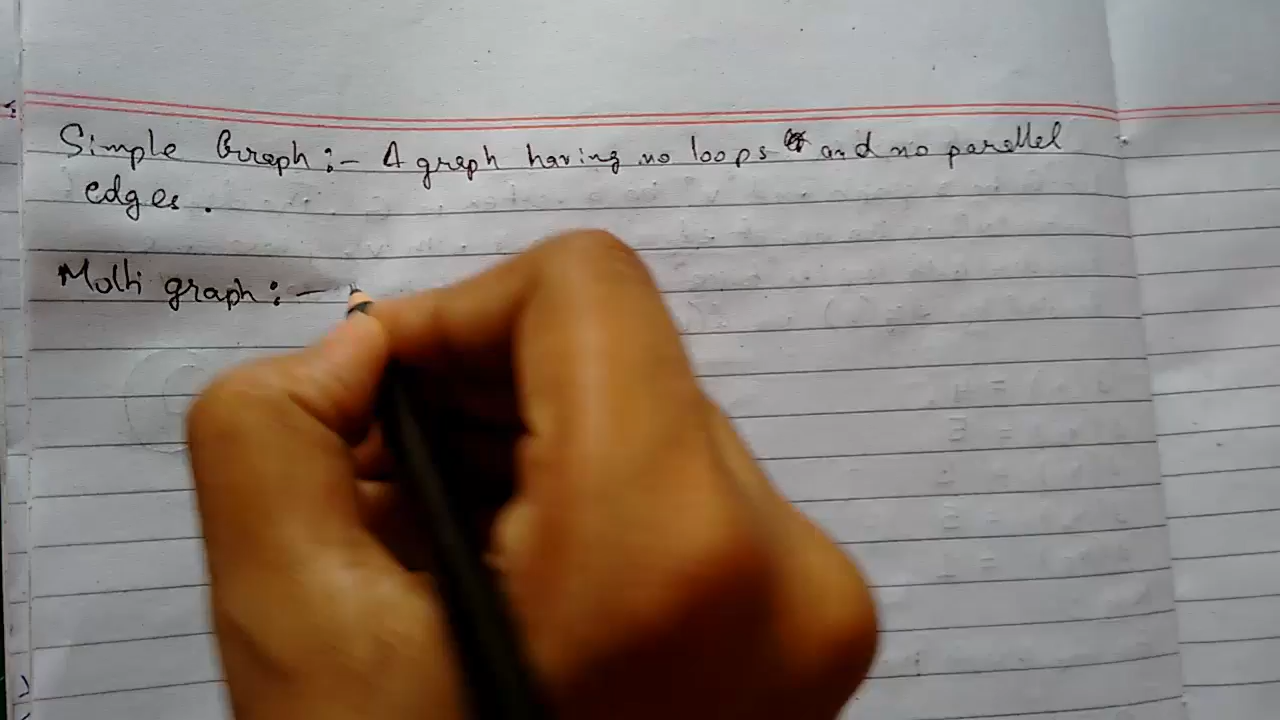 Simple Graph :- A graph having no loops and no parallel
edges.
Multi graph :-